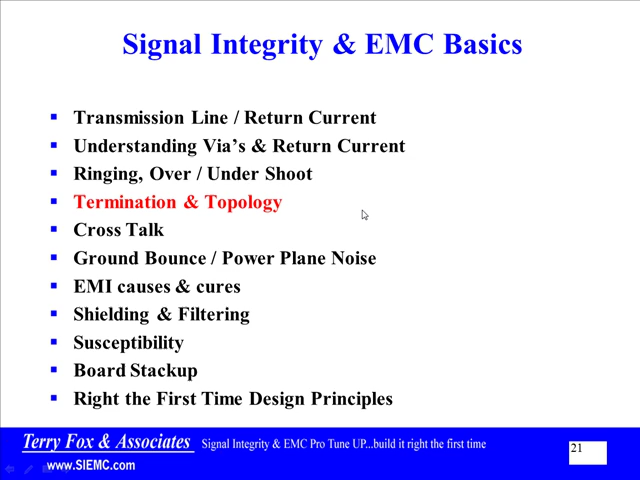 Signal Integrity & EMC Basics
Transmission Line / Return Current
Understanding Via's & Return Current
Ringing, Over / Under Shoot
Termination & Topology
Cross Talk
Ground Bounce / Power Plane Noise
EMI causes & cures
Shielding & Filtering
Susceptibility
Board Stackup
Right the First Time Design Principles
Terry Fox & Associates Signal Integrity & EMC Pro Tune UP...build it right the first time
21
www.SIEMC.com